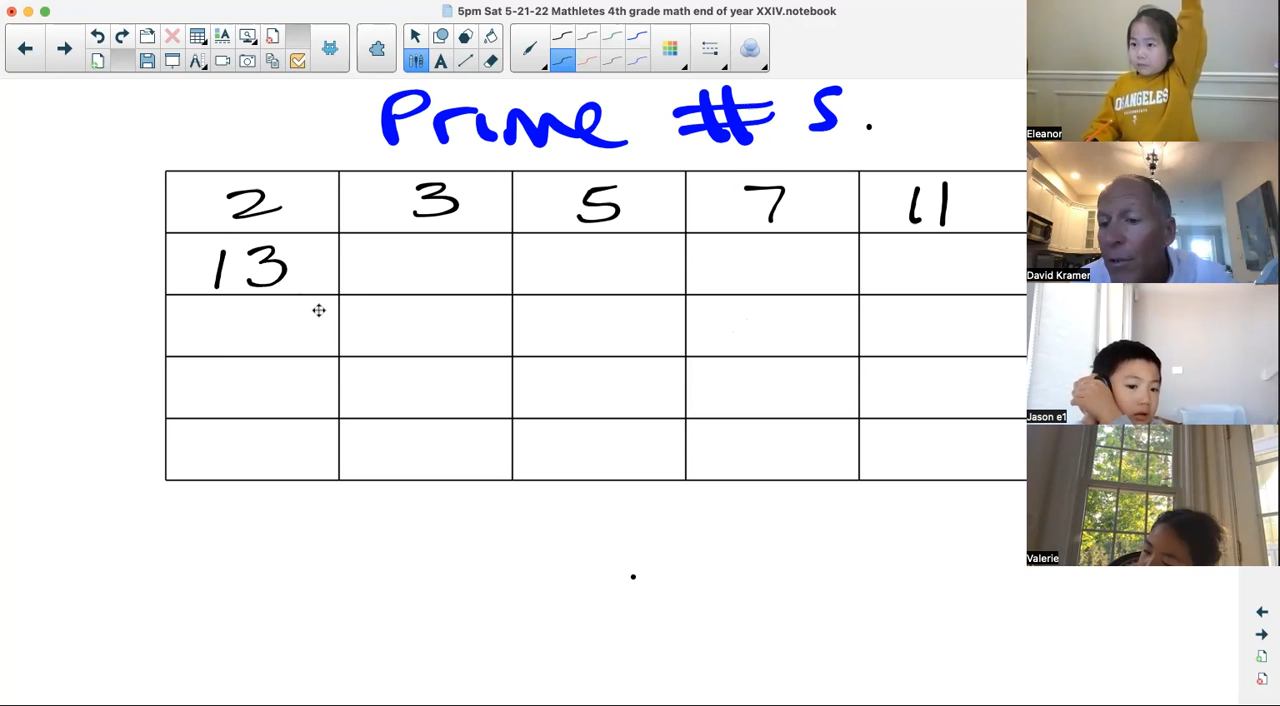 5pm Sat 5-21-22 Mathletes 4th grade math end of year XXIV.notebook
Prime # s.
2 3 5 7 11
13
Eleanor
David Kramer
Jason e1
Valerie